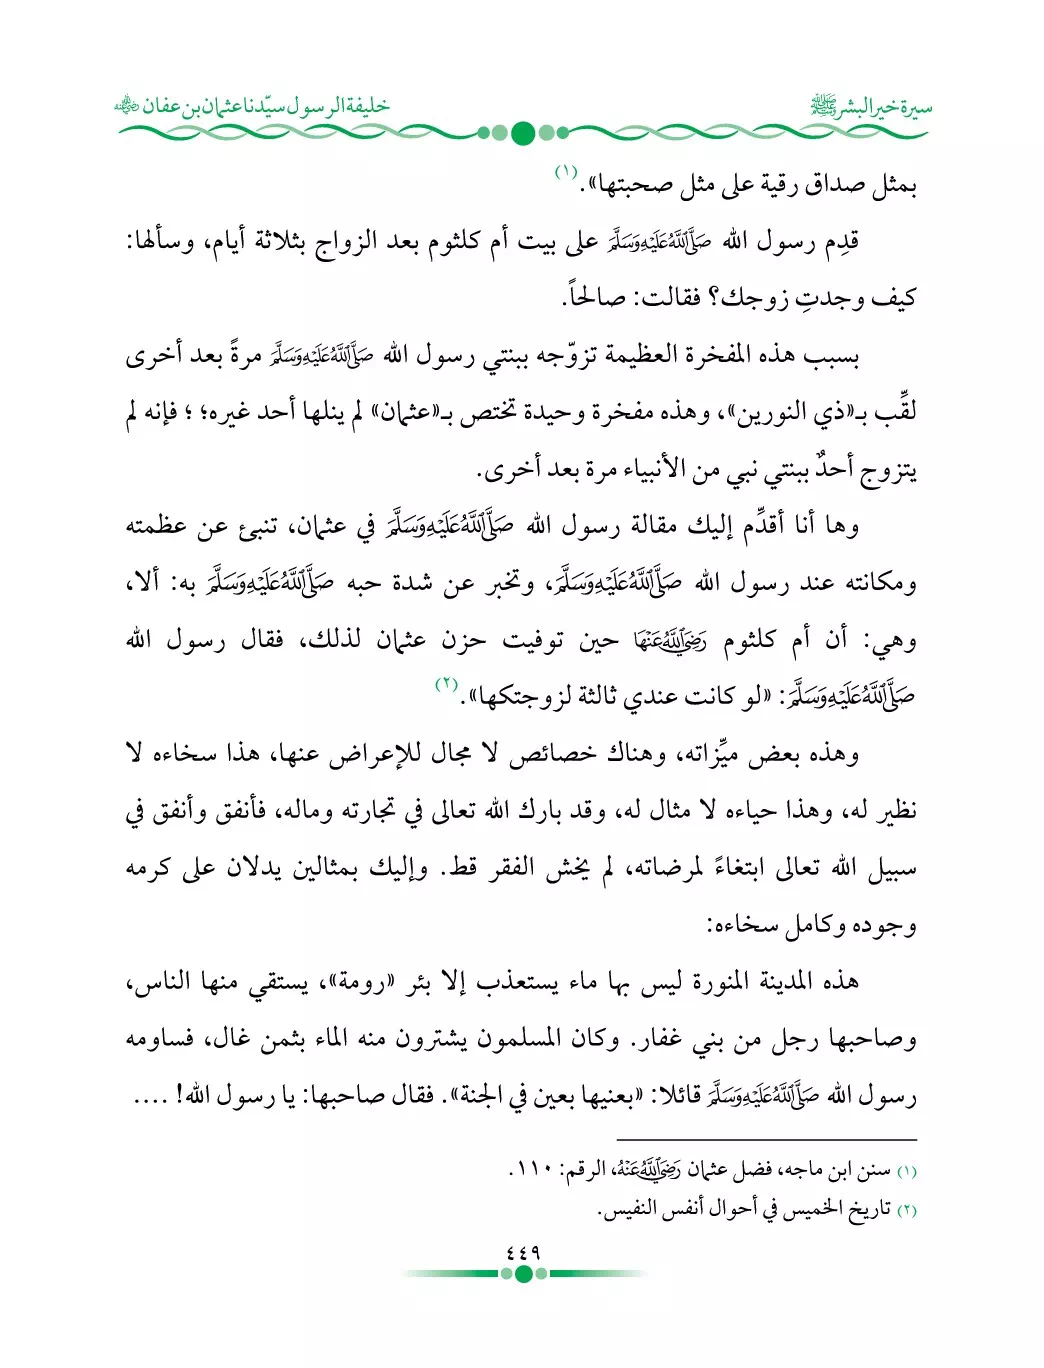 سيرة خير البشر ﷺ
خليفة الرسول سيّدنا عثمان بن عفان رضي الله عنه
بمثل صداق رقية على مثل صحبتها».(١)
قدِم رسول الله صَلَّى اللَّهُ عَلَيْهِ وَسَلَّمَ على بيت أم كلثوم بعد الزواج بثلاثة أيام، وسألها:
كيف وجدتِ زوجك؟ فقالت: صالحاً.
بسبب هذه المفخرة العظيمة تزوّجه ببنتي رسول الله صَلَّى اللَّهُ عَلَيْهِ وَسَلَّمَ مرةً بعد أخرى
لقِّب بـ«ذي النورين»، وهذه مفخرة وحيدة تختص بـ«عثمان» لم ينلها أحد غيره؛ ؛ فإنه لم
يتزوج أحدٌ ببنتي نبي من الأنبياء مرة بعد أخرى.
وها أنا أقدِّم إليك مقالة رسول الله صَلَّى اللَّهُ عَلَيْهِ وَسَلَّمَ في عثمان، تنبئ عن عظمته
ومكانته عند رسول الله صَلَّى اللَّهُ عَلَيْهِ وَسَلَّمَ، وتخبر عن شدة حبه صَلَّى اللَّهُ عَلَيْهِ وَسَلَّمَ به: ألا،
وهي: أن أم كلثوم رَضِيَ اللَّهُ عَنْهَا حين توفيت حزن عثمان لذلك، فقال رسول الله
صَلَّى اللَّهُ عَلَيْهِ وَسَلَّمَ: «لو كانت عندي ثالثة لزوجتكها».(٢)
وهذه بعض ميِّزاته، وهناك خصائص لا مجال للإعراض عنها، هذا سخاءه لا
نظير له، وهذا حياءه لا مثال له، وقد بارك الله تعالى في تجارته وماله، فأنفق وأنفق في
سبيل الله تعالى ابتغاءً لمرضاته، لم يخش الفقر قط. وإليك بمثالين يدلان على كرمه
وجوده وكامل سخاءه:
هذه المدينة المنورة ليس بها ماء يستعذب إلا بئر «رومة»، يستقي منها الناس،
وصاحبها رجل من بني غفار. وكان المسلمون يشترون منه الماء بثمن غال، فساومه
رسول الله صَلَّى اللَّهُ عَلَيْهِ وَسَلَّمَ قائلا: «بعنيها بعين في الجنة». فقال صاحبها: يا رسول الله! ....
(١) سنن ابن ماجه، فضل عثمان رَضِيَ اللَّهُ عَنْهُ، الرقم: ١١٠.
(٢) تاريخ الخميس في أحوال أنفس النفيس.
٤٤٩